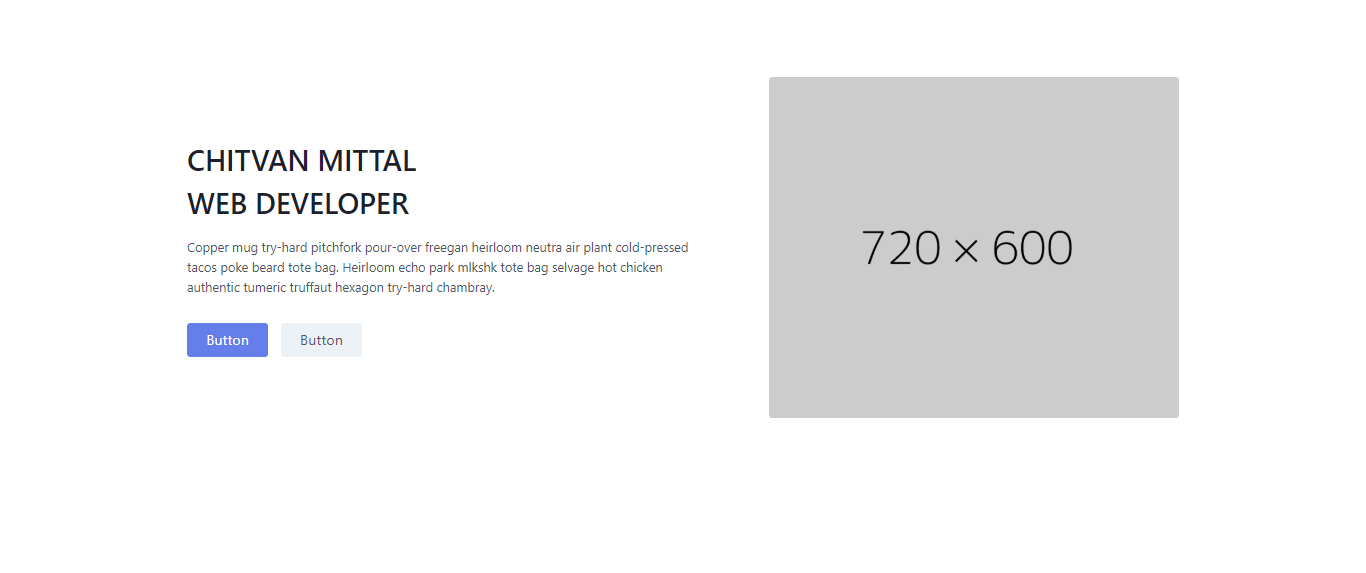 CHITVAN MITTAL
WEB DEVELOPER
Copper mug try-hard pitchfork pour-over freegan heirloom neutra air plant cold-pressed
tacos poke beard tote bag. Heirloom echo park mlkshk tote bag selvage hot chicken
authentic tumeric truffaut hexagon try-hard chambray.
Button Button
720 × 600